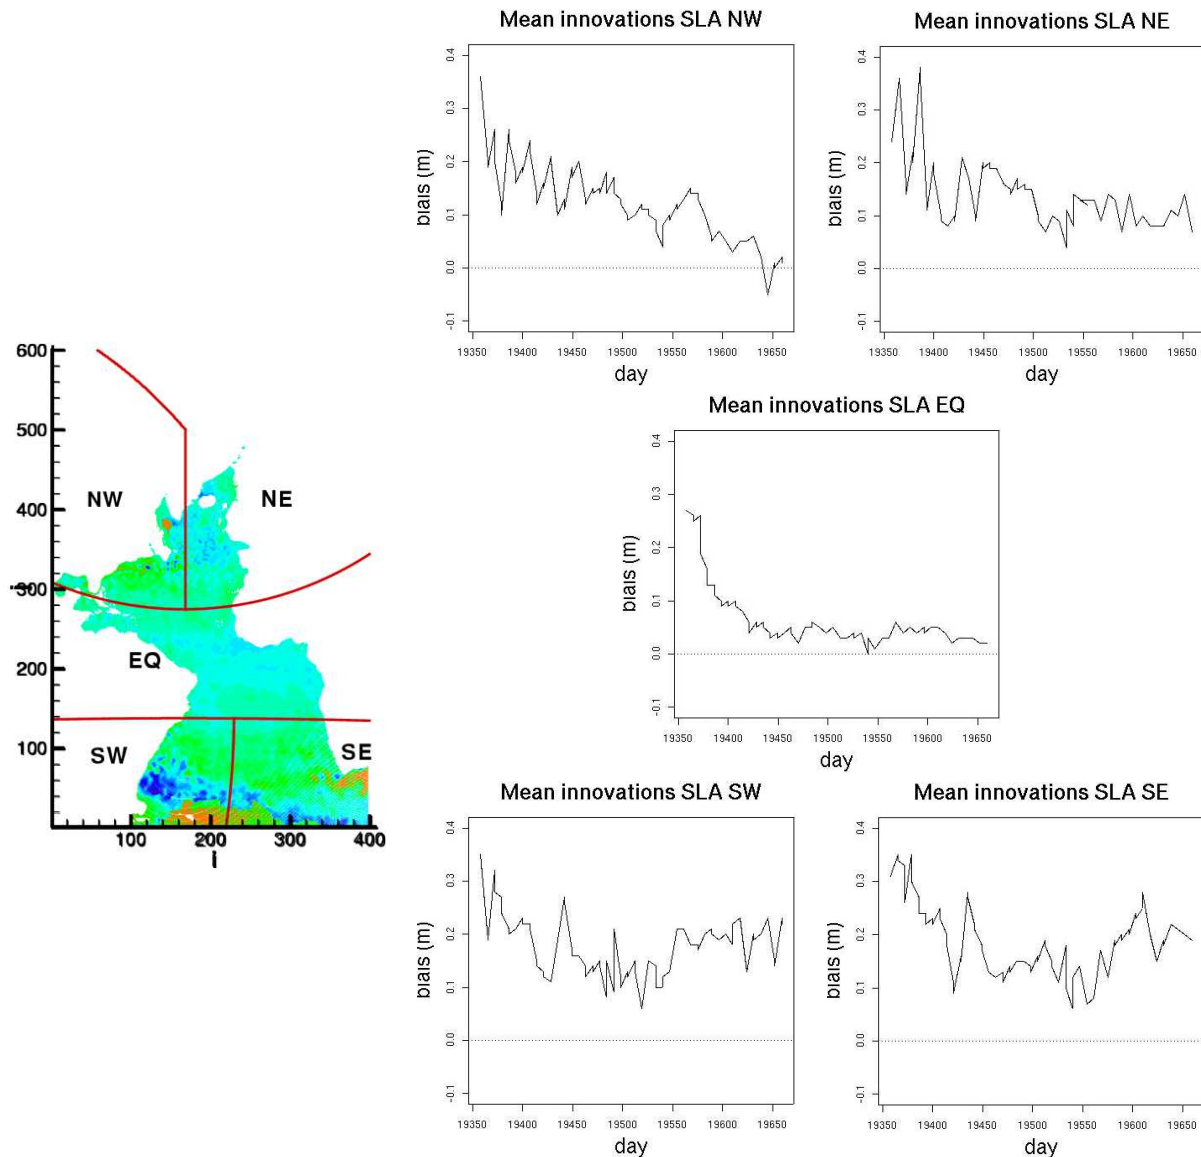 Mean innovations SLA NW
biais (m)
0.4
0.3
0.2
0.1
0.0
-0.1
19350 19400 19450 19500 19550 19600 19650
day
Mean innovations SLA NE
biais (m)
0.4
0.3
0.2
0.1
0.0
-0.1
19350 19400 19450 19500 19550 19600 19650
day
600
500
400
300
200
100
NW
NE
EQ
SW
SE
100 200 300 400
i
Mean innovations SLA EQ
biais (m)
0.4
0.3
0.2
0.1
0.0
-0.1
19350 19400 19450 19500 19550 19600 19650
day
Mean innovations SLA SW
biais (m)
0.4
0.3
0.2
0.1
0.0
-0.1
19350 19400 19450 19500 19550 19600 19650
day
Mean innovations SLA SE
biais (m)
0.4
0.3
0.2
0.1
0.0
-0.1
19350 19400 19450 19500 19550 19600 19650
day